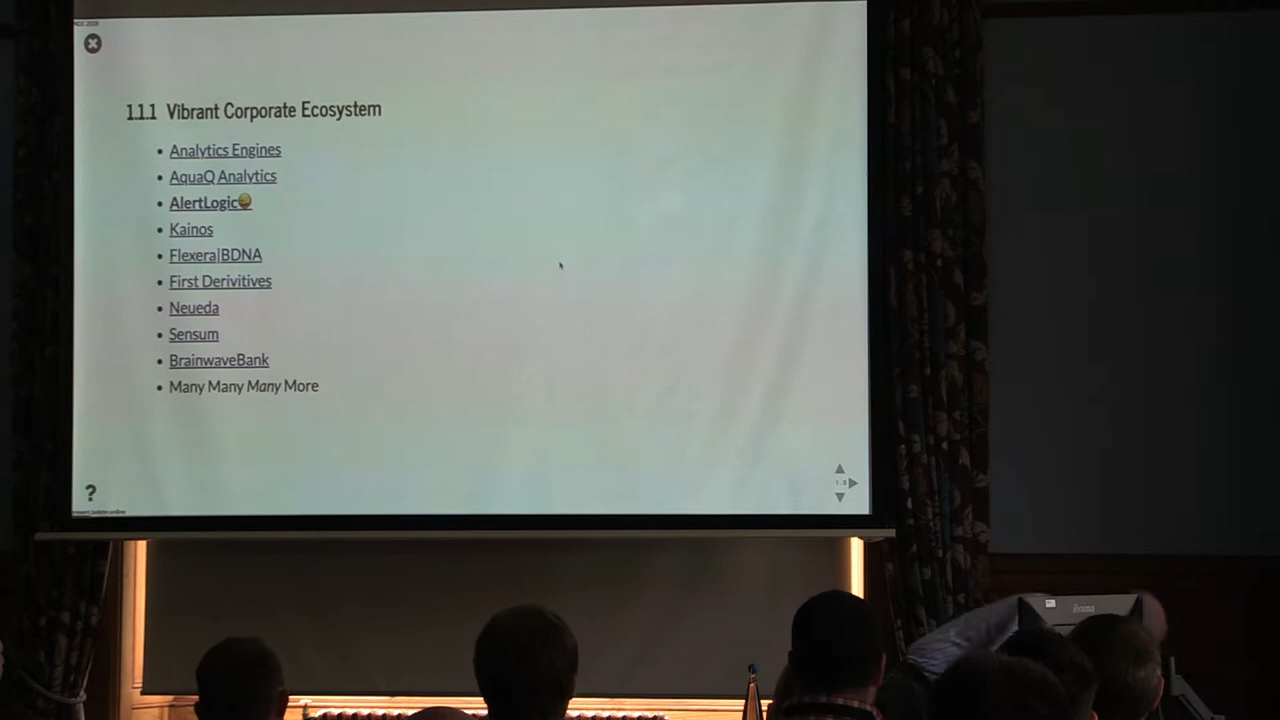 1.1.1 Vibrant Corporate Ecosystem
Analytics Engines
AquaQ Analytics
AlertLogic
Kainos
Flexera|BDNA
First Derivitives
Neueda
Sensum
BrainwaveBank
Many Many Many More
?
iiyama